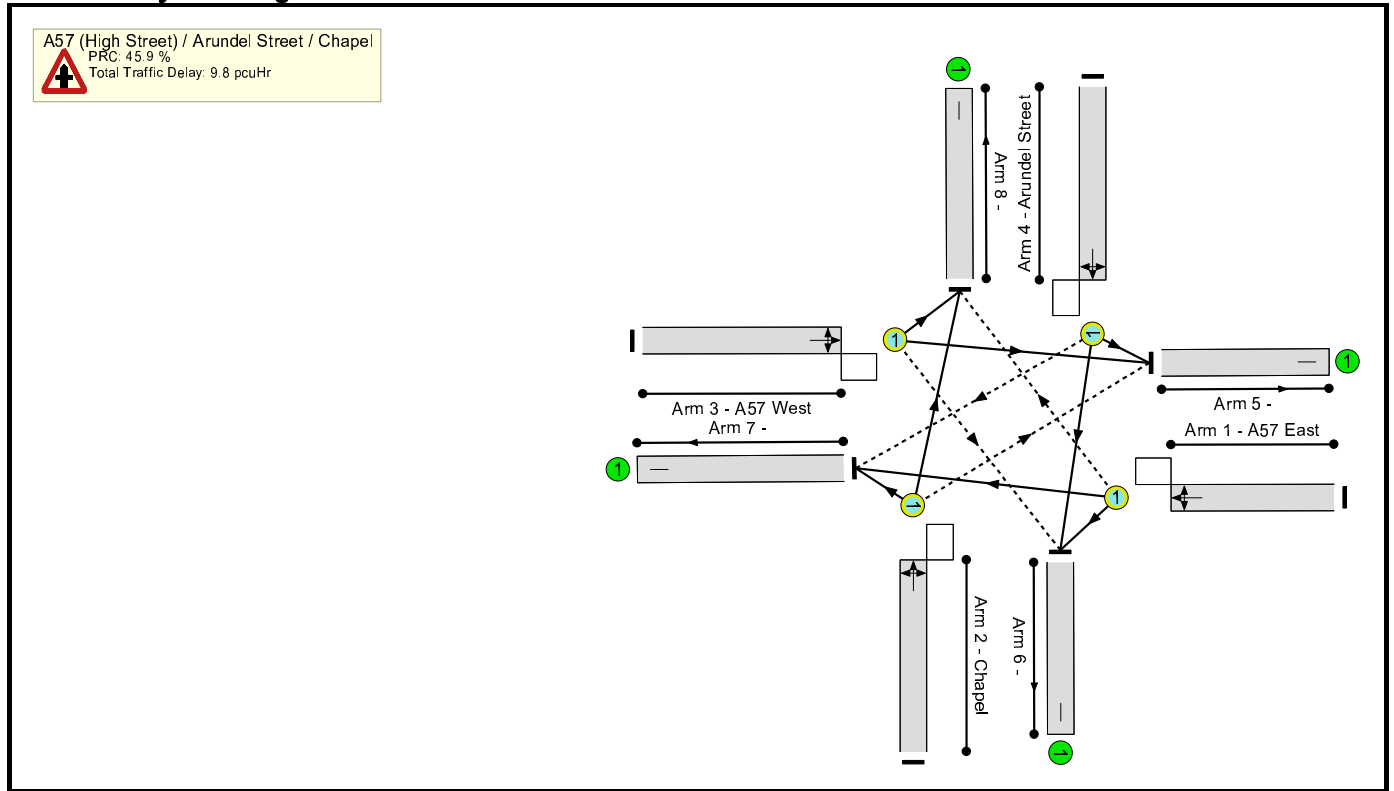 A57 (High Street) / Arundel Street / Chapel
PRC: 45.9 %
Total Traffic Delay: 9.8 pcuHr
1
Arm 8 -
Arm 4 - Arundel Street
1
1
1
Arm 5 -
Arm 3 - A57 West
Arm 7 -
Arm 1 - A57 East
1
1
1
Arm 2 - Chapel
Arm 6 -
1